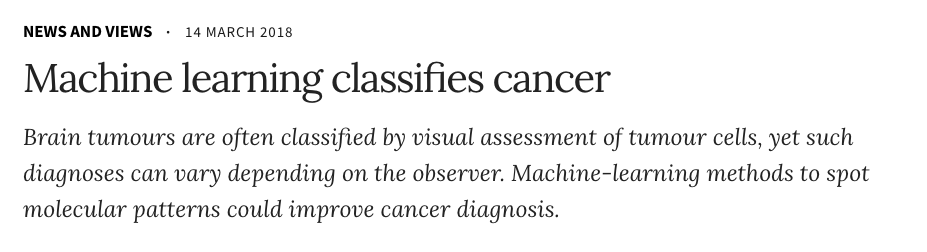 NEWS AND VIEWS · 14 MARCH 2018
Machine learning classifies cancer
Brain tumours are often classified by visual assessment of tumour cells, yet such
diagnoses can vary depending on the observer. Machine-learning methods to spot
molecular patterns could improve cancer diagnosis.